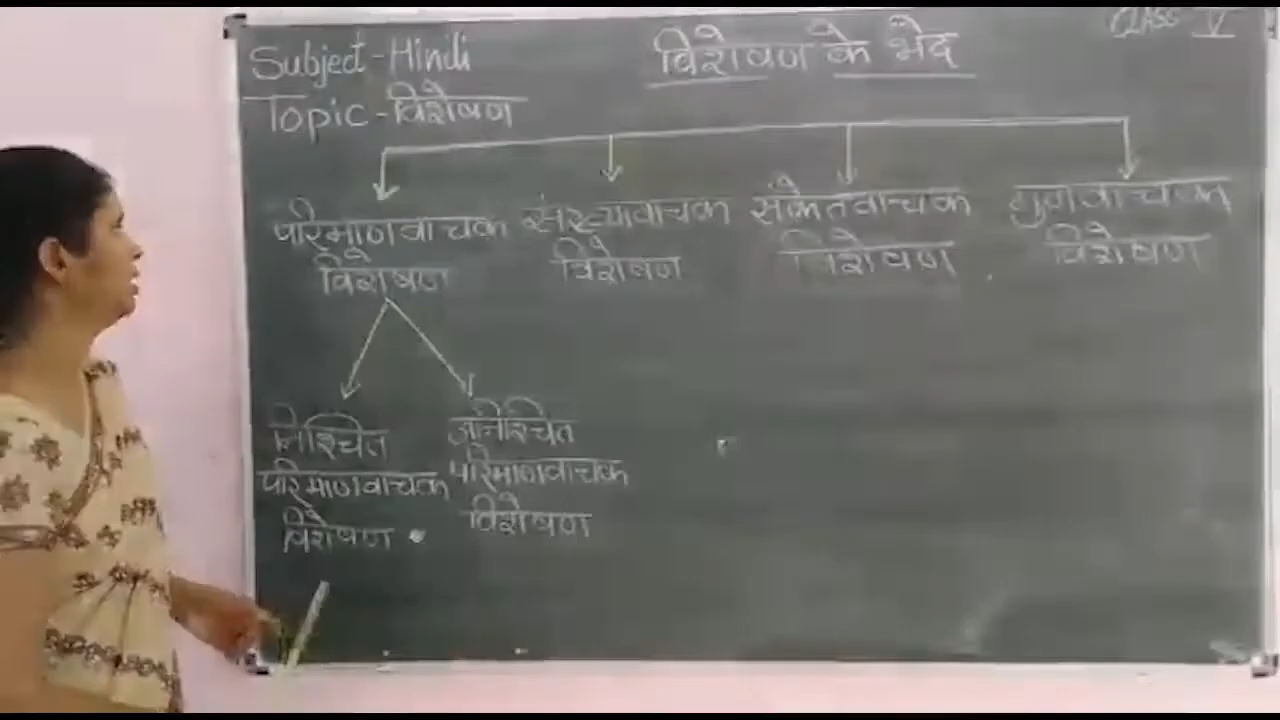 Subject-Hindi
Topic-विशेषण
विशेषण के भेद
CLASS V
परिमाणवाचक विशेषण
संख्यावाचक विशेषण
संकेतवाचक विशेषण
गुणवाचक विशेषण
निश्चित परिमाणवाचक विशेषण
अनिश्चित परिमाणवाचक विशेषण